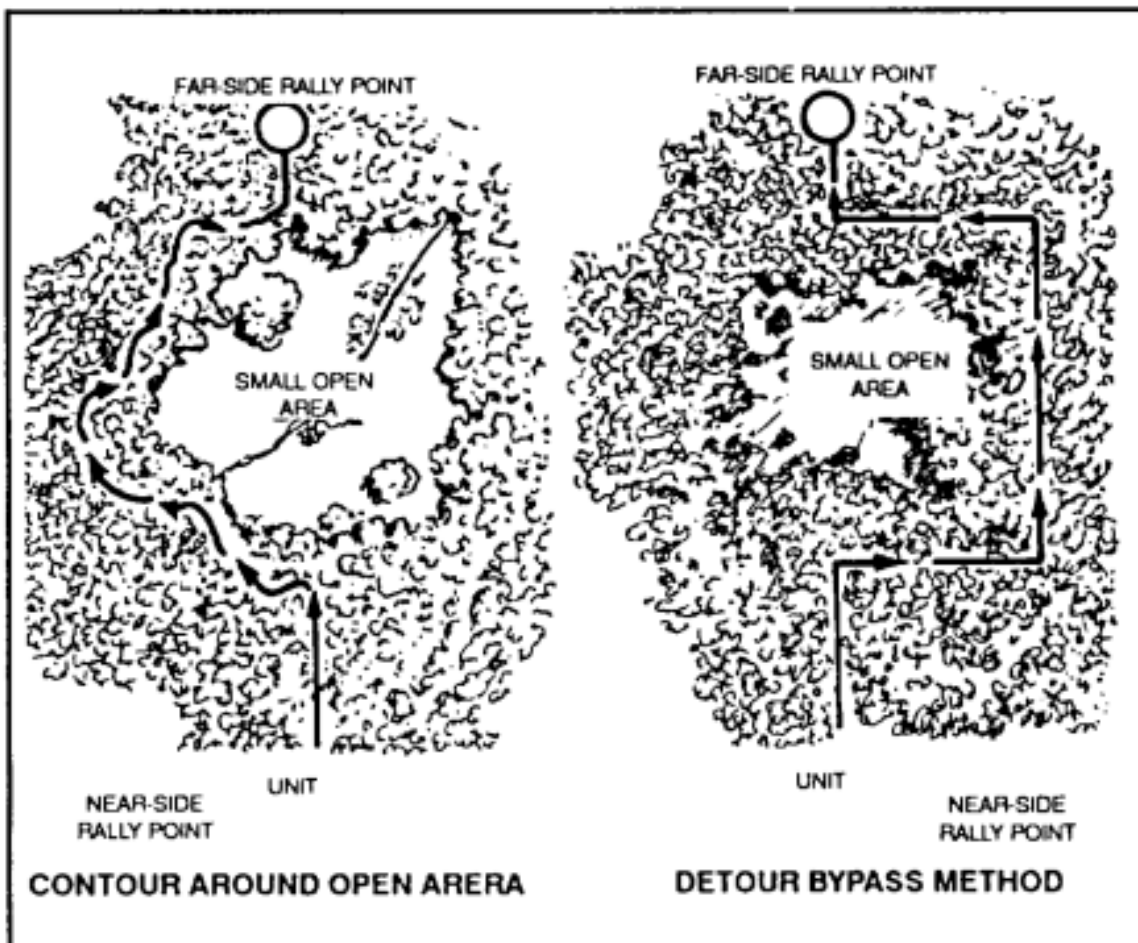 FAR-SIDE RALLY POINT
SMALL OPEN
AREA
UNIT
NEAR-SIDE
RALLY POINT
CONTOUR AROUND OPEN ARERA
FAR-SIDE RALLY POINT
SMALL OPEN
AREA
UNIT
NEAR-SIDE
RALLY POINT
DETOUR BYPASS METHOD